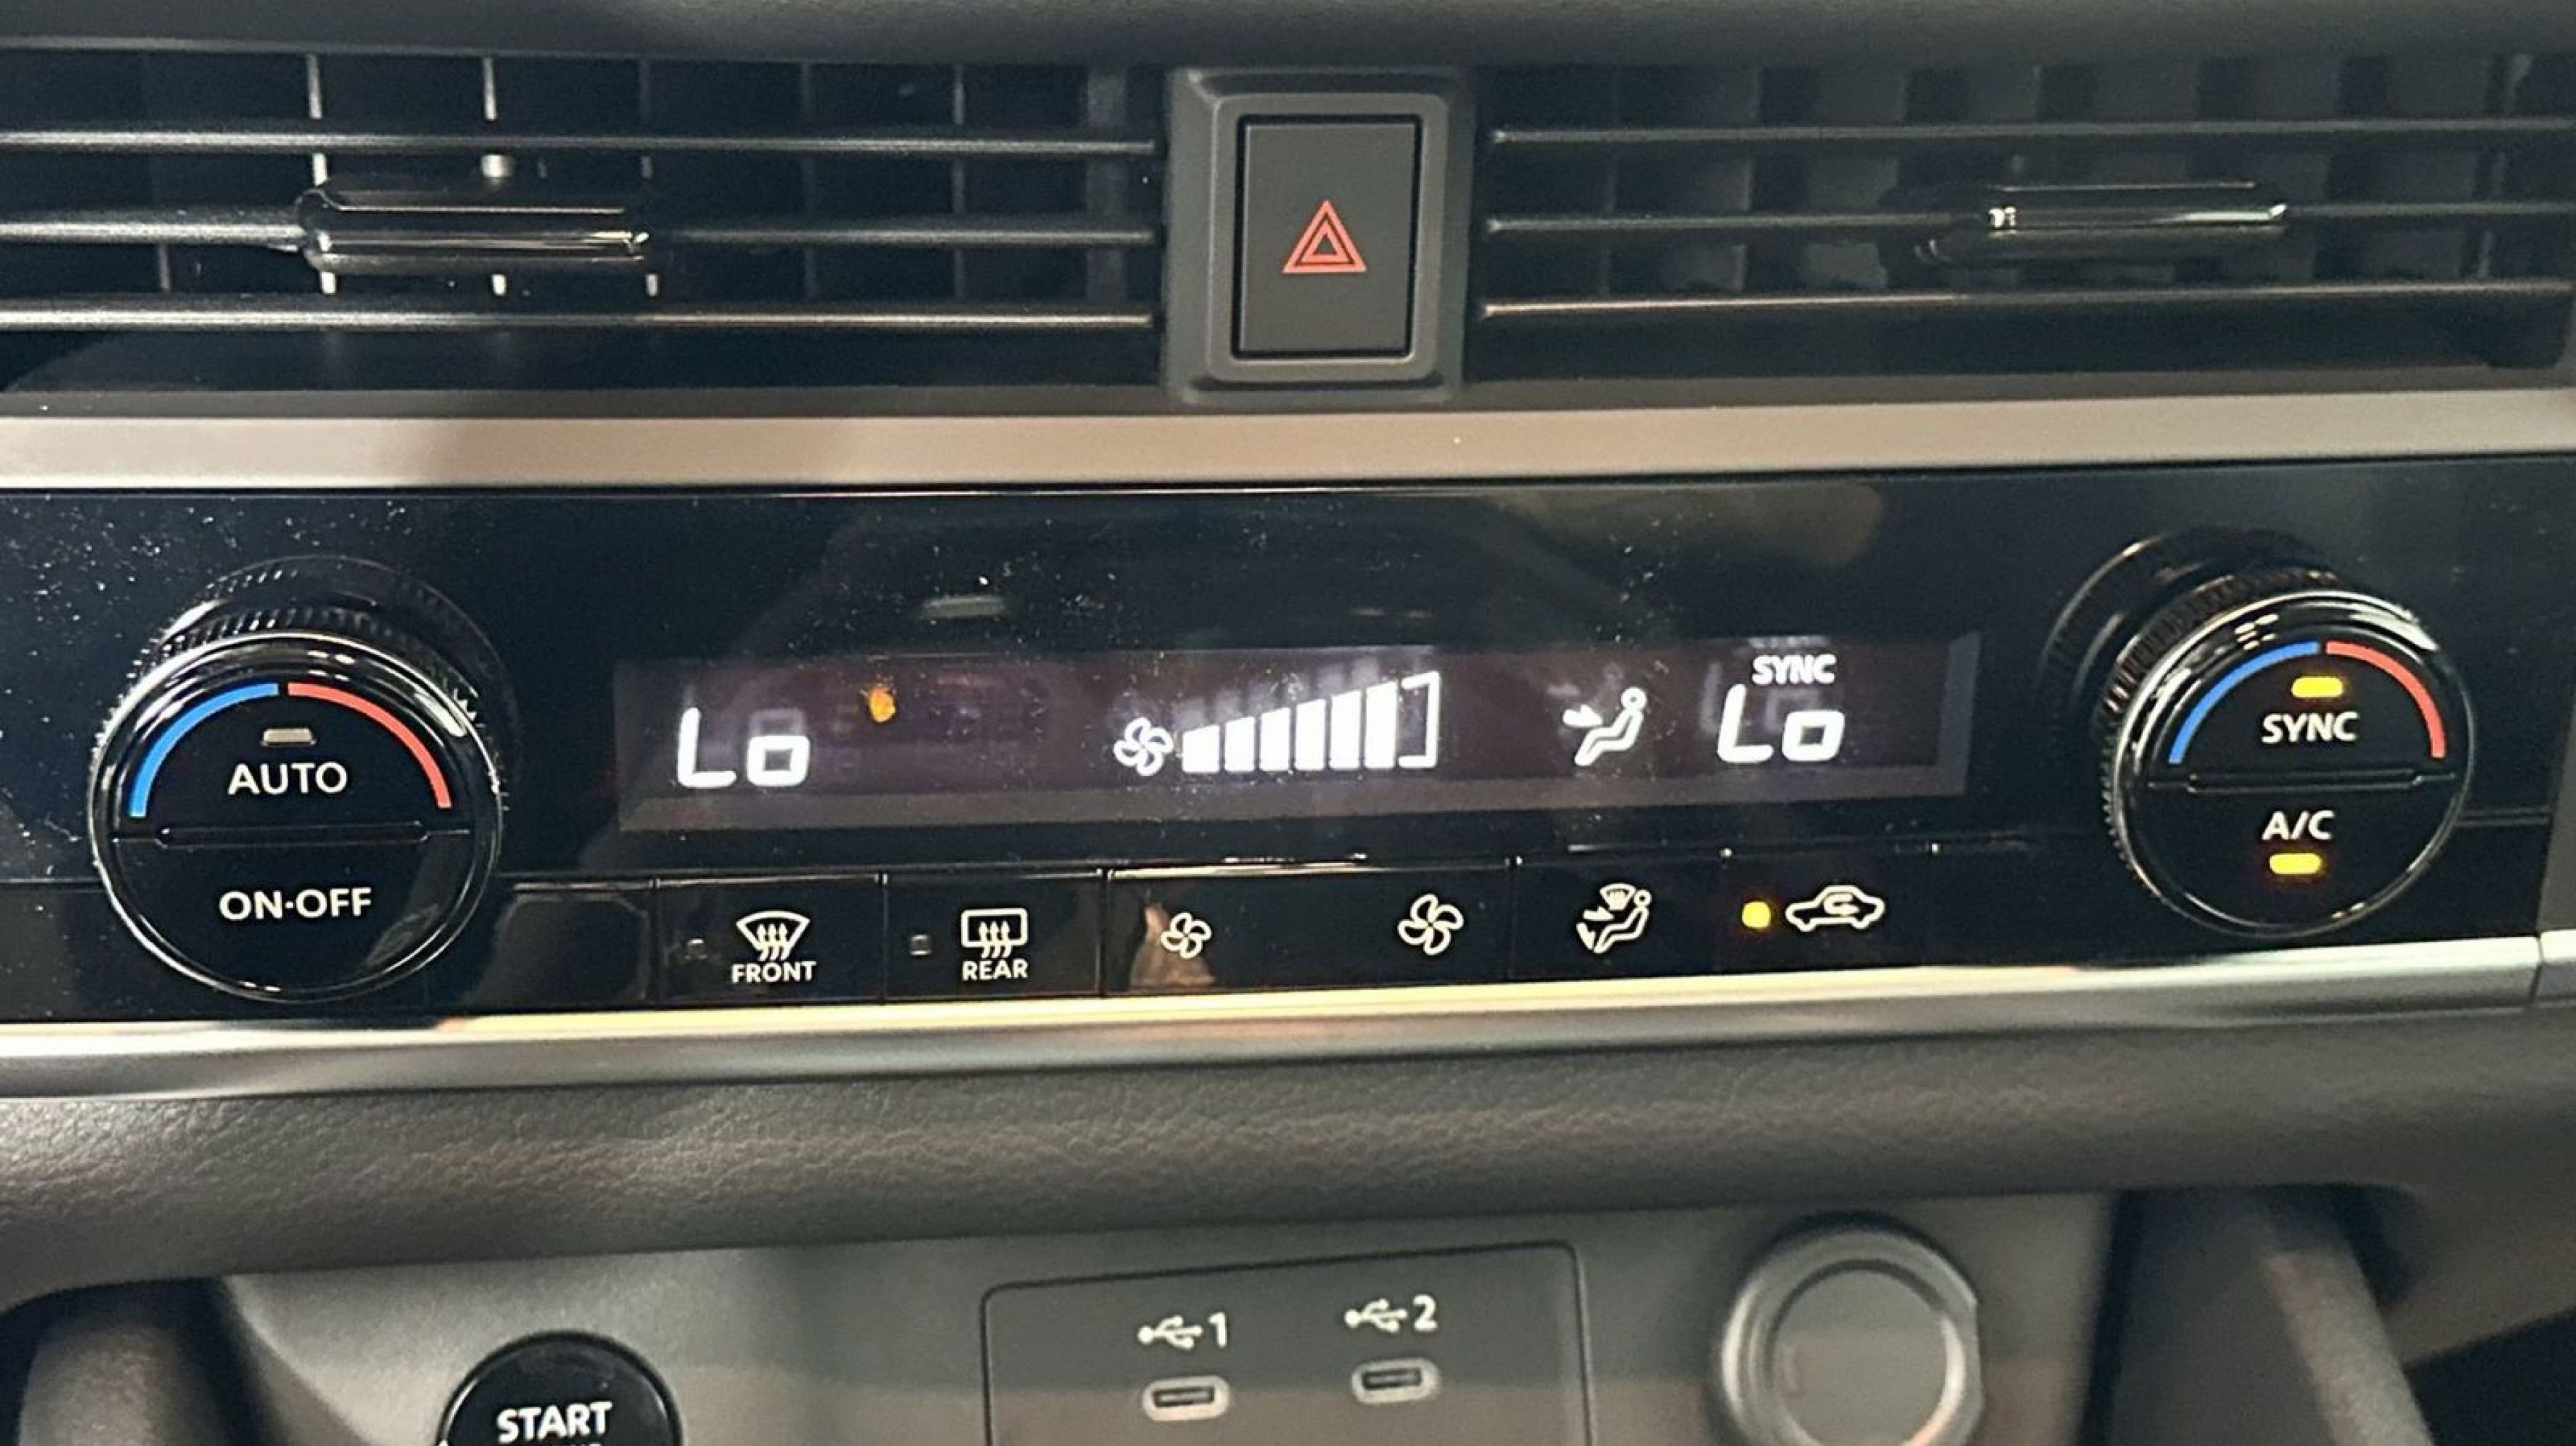 SYNC
Lo
Lo
AUTO
ON·OFF
SYNC
A/C
FRONT
REAR
1
2
START